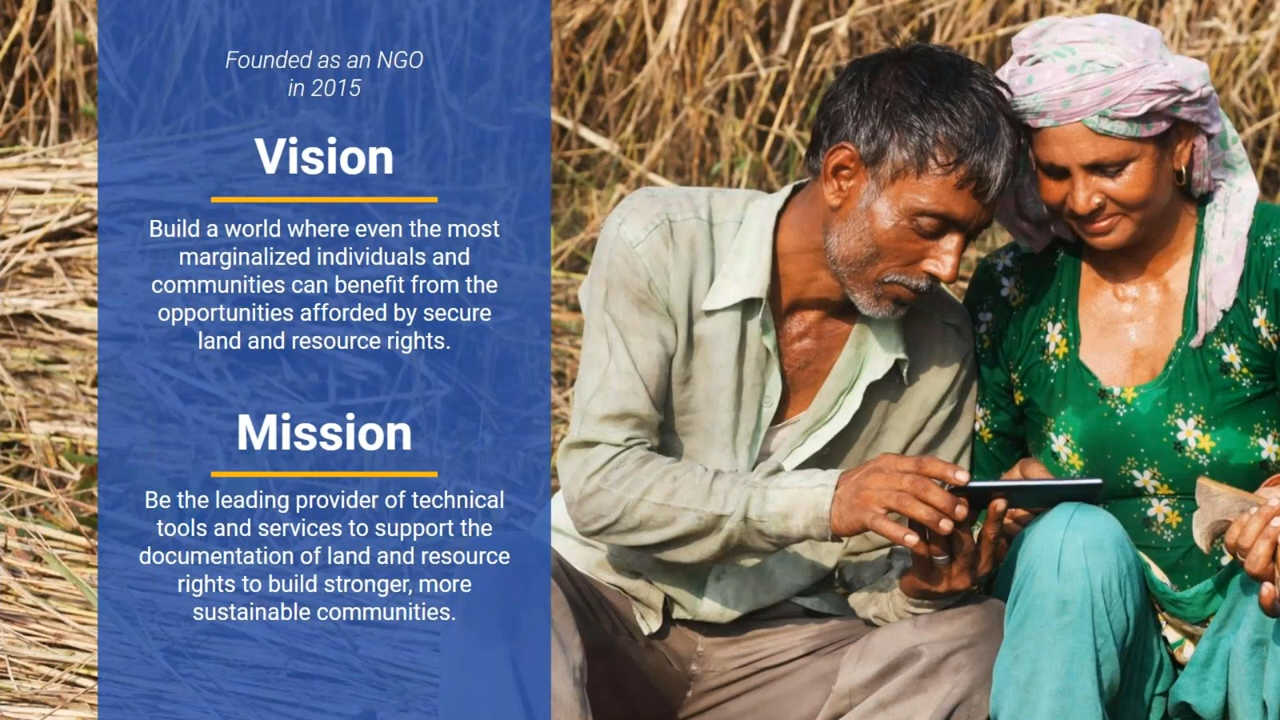 Founded as an NGO
in 2015
Vision
Build a world where even the most
marginalized individuals and
communities can benefit from the
opportunities afforded by secure
land and resource rights.
Mission
Be the leading provider of technical
tools and services to support the
documentation of land and resource
rights to build stronger, more
sustainable communities.